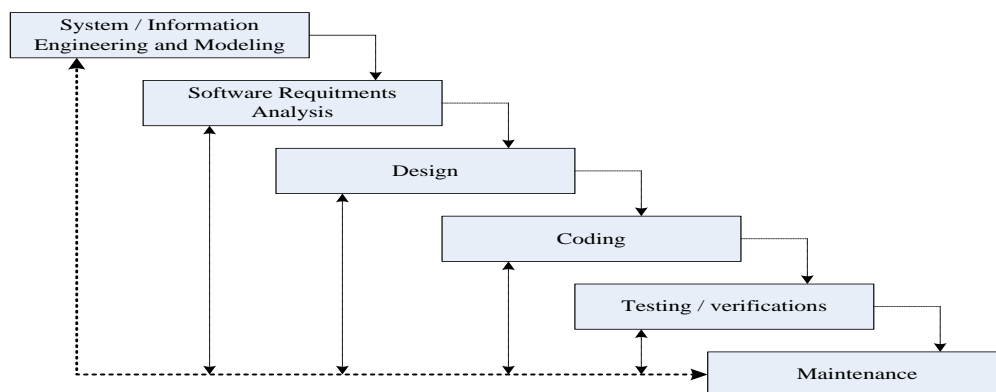 System / Information
Engineering and Modeling
Software Requitments
Analysis
Design
Coding
Testing / verifications
Maintenance